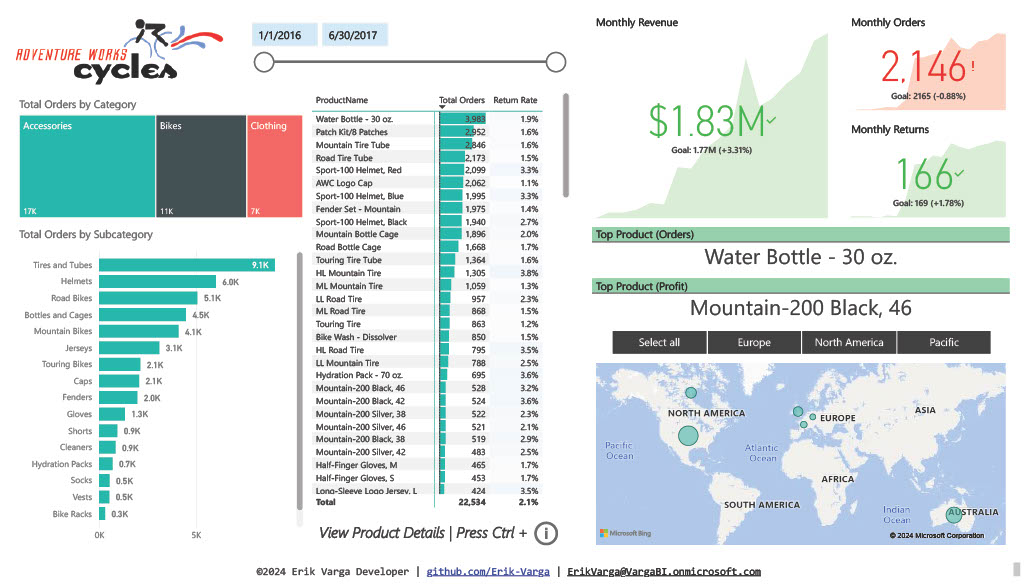 ADVENTURE WORKS
cycles
1/1/2016
6/30/2017
Total Orders by Category
Accessories
17K
Bikes
11K
Clothing
7K
Total Orders by Subcategory
Tires and Tubes 9.1K
Helmets 6.0K
Road Bikes 5.1K
Bottles and Cages 4.5K
Mountain Bikes 4.1K
Jerseys 3.1K
Touring Bikes 2.1K
Caps 2.1K
Fenders 2.0K
Gloves 1.3K
Shorts 0.9K
Cleaners 0.9K
Hydration Packs 0.7K
Socks 0.5K
Vests 0.5K
Bike Racks 0.3K
0K 5K
ProductName Total Orders Return Rate
Water Bottle - 30 oz. 3,983 1.9%
Patch Kit/8 Patches 2,952 1.6%
Mountain Tire Tube 2,846 1.6%
Road Tire Tube 2,173 1.5%
Sport-100 Helmet, Red 2,099 3.3%
AWC Logo Cap 2,062 1.1%
Sport-100 Helmet, Blue 1,995 3.3%
Fender Set - Mountain 1,975 1.4%
Sport-100 Helmet, Black 1,940 2.7%
Mountain Bottle Cage 1,896 2.0%
Road Bottle Cage 1,668 1.7%
Touring Tire Tube 1,364 1.6%
HL Mountain Tire 1,305 3.8%
ML Mountain Tire 1,059 1.3%
LL Road Tire 957 2.3%
ML Road Tire 868 1.5%
Touring Tire 863 1.2%
Bike Wash - Dissolver 850 1.5%
HL Road Tire 795 3.5%
LL Mountain Tire 788 2.5%
Hydration Pack - 70 oz. 695 3.6%
Mountain-200 Black, 46 528 3.2%
Mountain-200 Black, 42 524 3.6%
Mountain-200 Silver, 38 522 2.3%
Mountain-200 Silver, 46 521 2.1%
Mountain-200 Black, 38 519 2.9%
Mountain-200 Silver, 42 483 2.5%
Half-Finger Gloves, M 465 1.7%
Half-Finger Gloves, S 453 1.7%
Long-Sleeve Logo Jersey, L 424 3.5%
Total 22,534 2.1%
View Product Details | Press Ctrl + i
Monthly Revenue
$1.83M
Goal: 1.77M (+3.31%)
Monthly Orders
2,146!
Goal: 2165 (-0.88%)
Monthly Returns
166
Goal: 169 (+1.78%)
Top Product (Orders)
Water Bottle - 30 oz.
Top Product (Profit)
Mountain-200 Black, 46
Select all
Europe
North America
Pacific
NORTH AMERICA
EUROPE
ASIA
Pacific
Ocean
Atlantic
Ocean
AFRICA
SOUTH AMERICA
Indian
Ocean
AUSTRALIA
Microsoft Bing
© 2024 Microsoft Corporation
©2024 Erik Varga Developer | github.com/Erik-Varga | ErikVarga@VargaBI.onmicrosoft.com